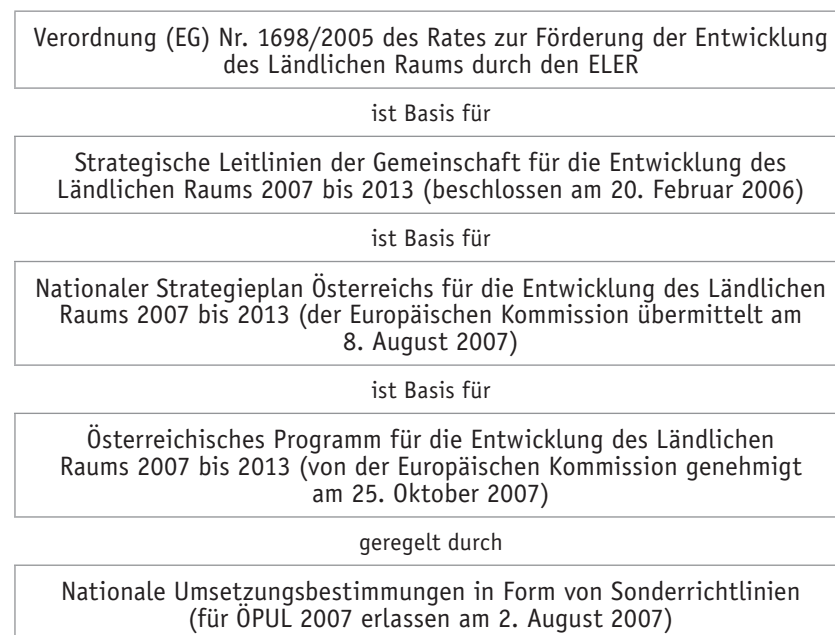 Verordnung (EG) Nr. 1698/2005 des Rates zur Förderung der Entwicklung
des Ländlichen Raums durch den ELER
ist Basis für
Strategische Leitlinien der Gemeinschaft für die Entwicklung des
Ländlichen Raums 2007 bis 2013 (beschlossen am 20. Februar 2006)
ist Basis für
Nationaler Strategieplan Österreichs für die Entwicklung des Ländlichen
Raums 2007 bis 2013 (der Europäischen Kommission übermittelt am
8. August 2007)
ist Basis für
Österreichisches Programm für die Entwicklung des Ländlichen
Raums 2007 bis 2013 (von der Europäischen Kommission genehmigt
am 25. Oktober 2007)
geregelt durch
Nationale Umsetzungsbestimmungen in Form von Sonderrichtlinien
(für ÖPUL 2007 erlassen am 2. August 2007)